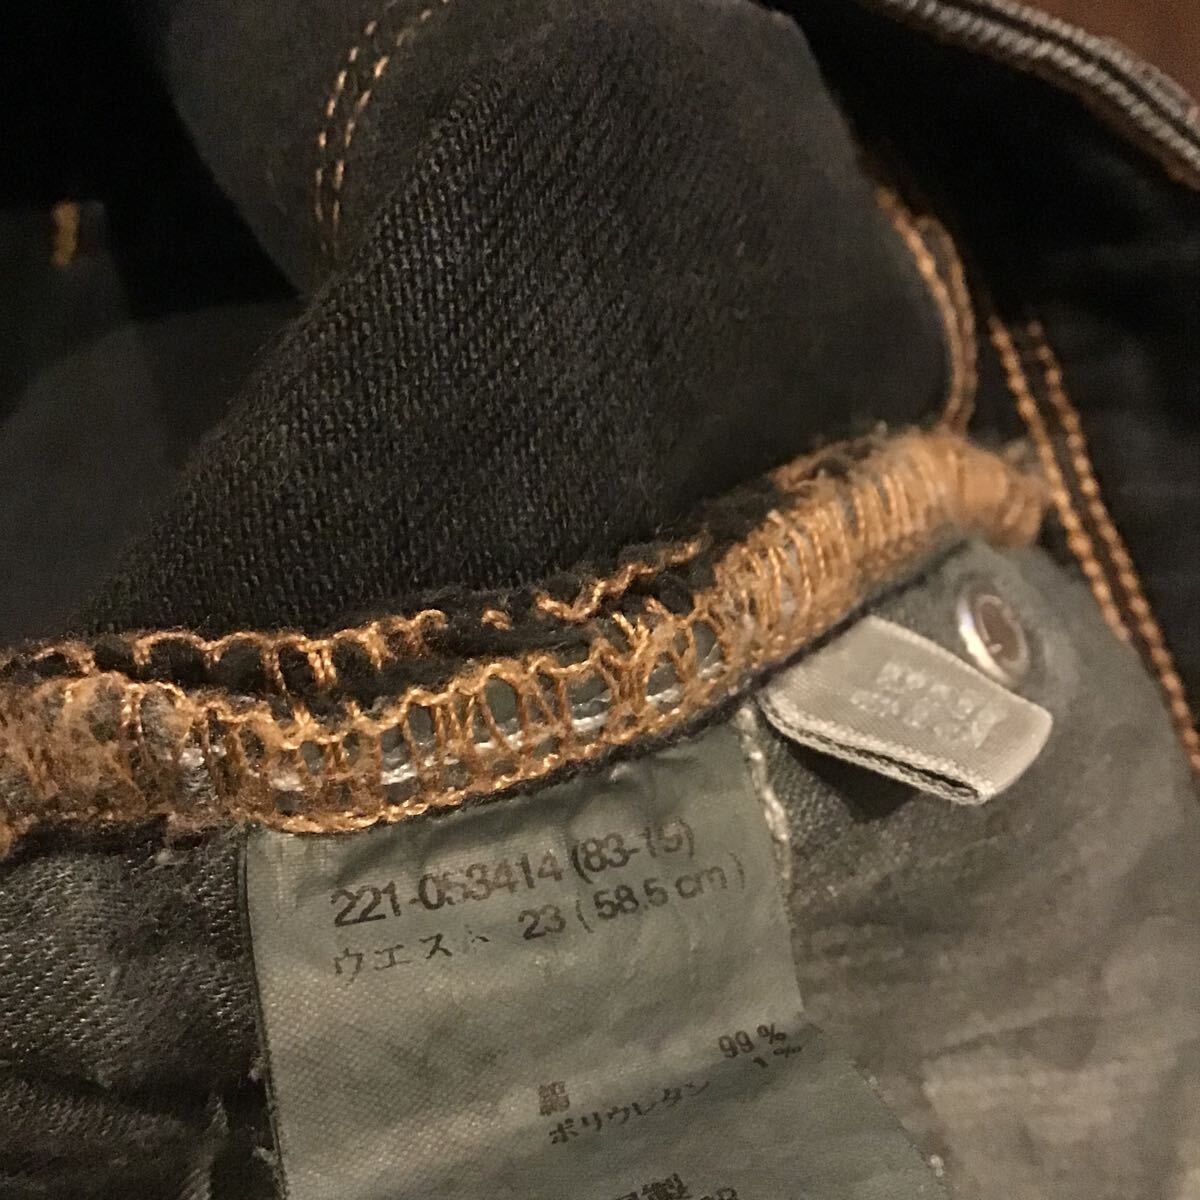 221-053414 (83-15)
ウエスト 23 ( 58.5 cm )
綿 99 %
ポリウレタン 1 %
製